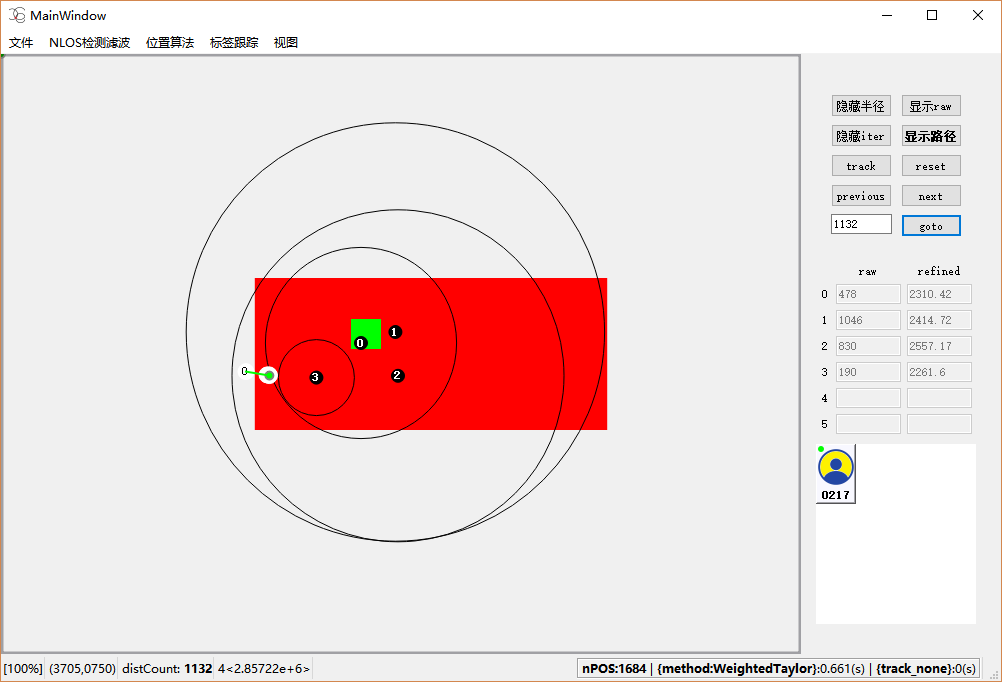 MainWindow
文件 NLOS检测滤波 位置算法 标签跟踪 视图
隐藏半径 显示raw
隐藏iter 显示路径
track reset
previous next
1132 goto
raw refined
0 478 2310.42
1 1046 2414.72
2 830 2557.17
3 190 2261.6
4
5
1
0
0
3
2
0217
[100%] (3705,0750) distCount: 1132 4<2.85722e+6> nPOS:1684 | {method:WeightedTaylor}:0.661(s) | {track_none}:0(s)